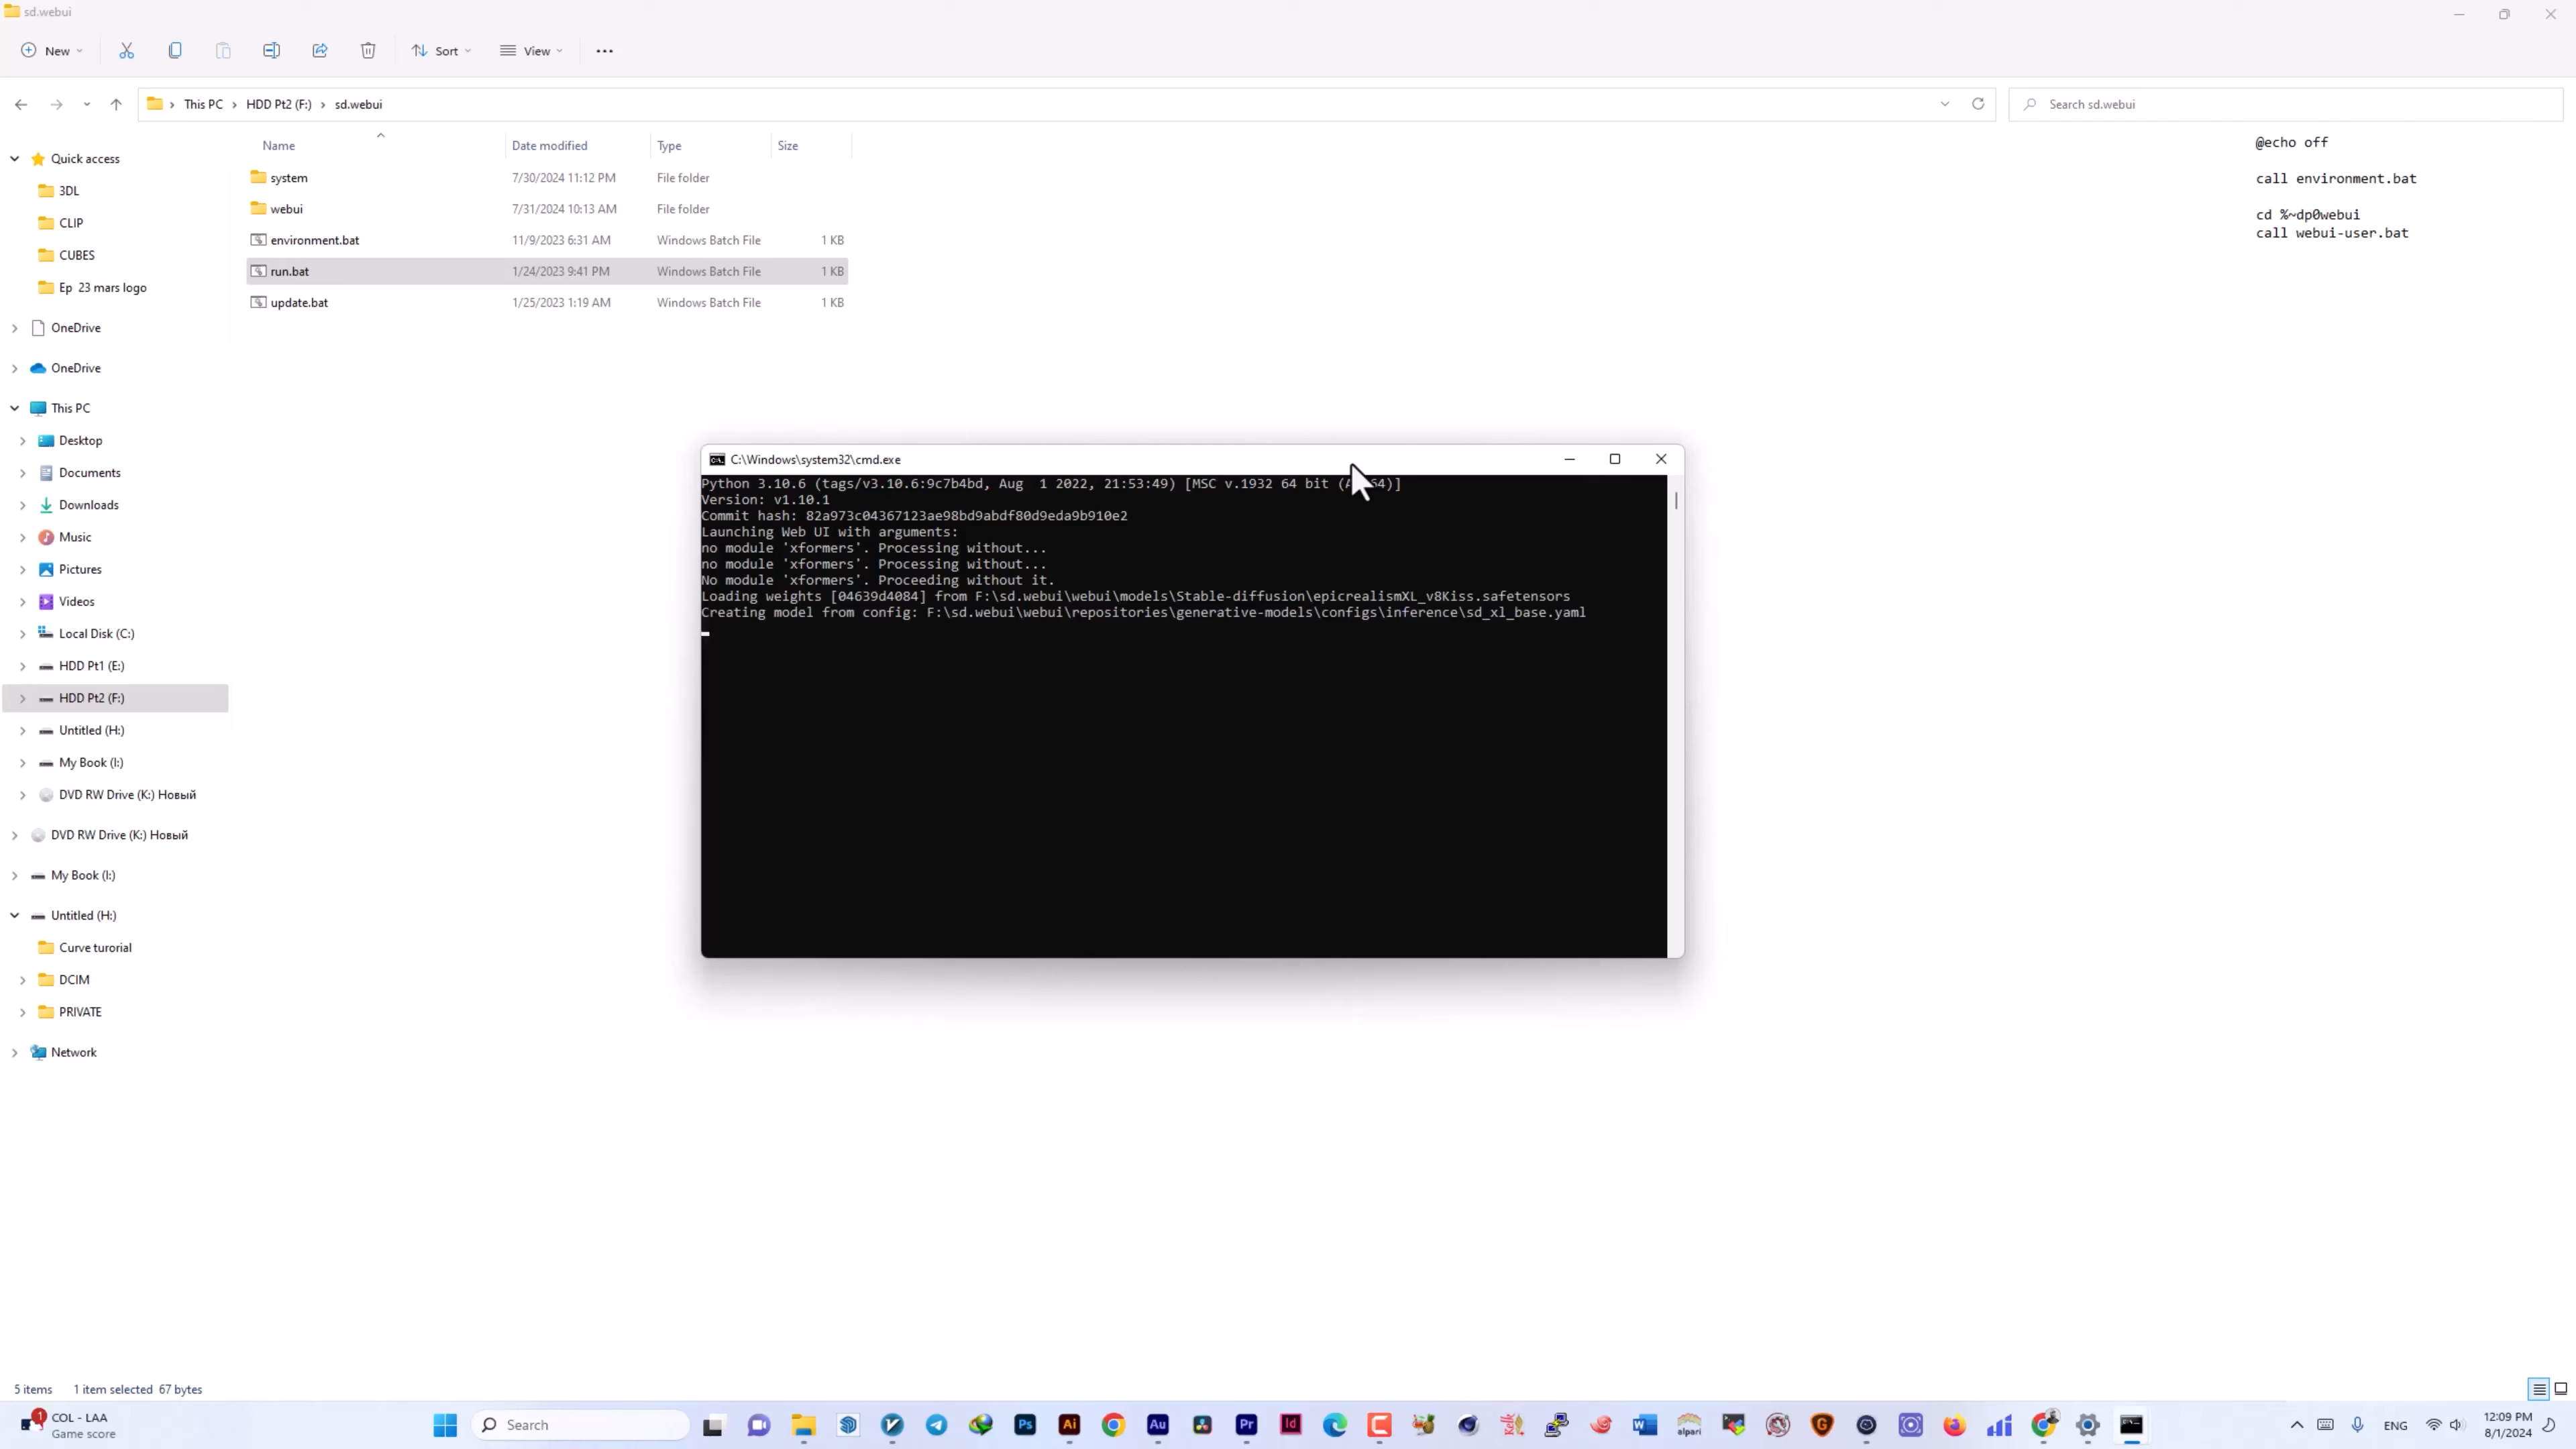 sd.webui
New
Sort
View
This PC
HDD Pt2 (F:)
sd.webui
Search sd.webui
Name
Date modified
Type
Size
system
7/30/2024 11:12 PM
File folder
webui
7/31/2024 10:13 AM
File folder
environment.bat
11/9/2023 6:31 AM
Windows Batch File
1 KB
run.bat
1/24/2023 9:41 PM
Windows Batch File
1 KB
update.bat
1/25/2023 1:19 AM
Windows Batch File
1 KB
@echo off
call environment.bat
cd %~dp0webui
call webui-user.bat
Quick access
3DL
CLIP
CUBES
Ep 23 mars logo
OneDrive
OneDrive
This PC
Desktop
Documents
Downloads
Music
Pictures
Videos
Local Disk (C:)
HDD Pt1 (E:)
HDD Pt2 (F:)
Untitled (H:)
My Book (I:)
DVD RW Drive (K:) Новый
DVD RW Drive (K:) Новый
My Book (I:)
Untitled (H:)
Curve turorial
DCIM
PRIVATE
Network
C:\Windows\system32\cmd.exe
Python 3.10.6 (tags/v3.10.6:9c7b4bd, Aug 1 2022, 21:53:49) [MSC v.1932 64 bit
Version: v1.10.1
Commit hash: 82a973c04367123ae98bd9abdf80d9eda9b910e2
Launching Web UI with arguments:
no module 'xformers'. Processing without...
no module 'xformers'. Processing without...
No module 'xformers'. Proceeding without it.
Loading weights [04639d4084] from F:\sd.webui\webui\models\Stable-diffusion\epicrealismXL_v8Kiss.safetensors
Creating model from config: F:\sd.webui\webui\repositories\generative-models\configs\inference\sd_xl_base.yaml
5 items
1 item selected 67 bytes
1
COL - LAA
Game score
Search
Ps
Ai
Au
Pr
Id
alpari
ENG
12:09 PM
8/1/2024